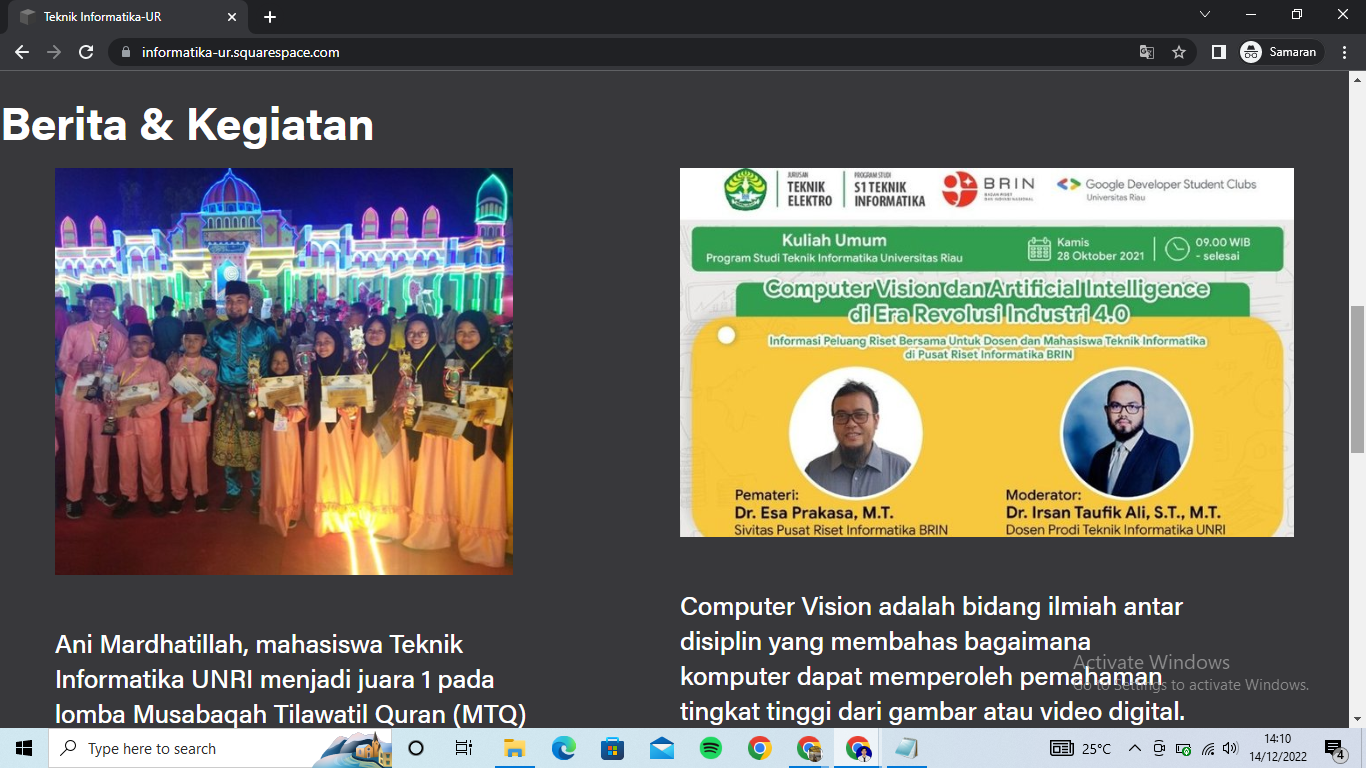 Teknik Informatika-UR
informatika-ur.squarespace.com
Samaran
Berita & Kegiatan
JURUSAN
TEKNIK
ELEKTRO
PROGRAM STUDI
S1 TEKNIK
INFORMATIKA
BRIN
Google Developer Student Clubs
Universitas Riau
Kuliah Umum
Program Studi Teknik Informatika Universitas Riau
Kamis
28 Oktober 2021
09.00 WIB
- selesai
Computer Vision dan Artificial Intelligence
di Era Revolusi Industri 4.0
Informasi Peluang Riset Bersama Untuk Dosen dan Mahasiswa Teknik Informatika
di Pusat Riset Informatika BRIN
Pemateri:
Dr. Esa Prakasa, M.T.
Sivitas Pusat Riset Informatika BRIN
Moderator:
Dr. Irsan Taufik Ali, S.T., M.T.
Dosen Prodi Teknik Informatika UNRI
Ani Mardhatillah, mahasiswa Teknik
Informatika UNRI menjadi juara 1 pada
lomba Musabaqah Tilawatil Quran (MTQ)
Computer Vision adalah bidang ilmiah antar
disiplin yang membahas bagaimana
komputer dapat memperoleh pemahaman
tingkat tinggi dari gambar atau video digital.
Activate Windows
Go to Settings to activate Windows.
Type here to search
25°C
14:10
14/12/2022
4